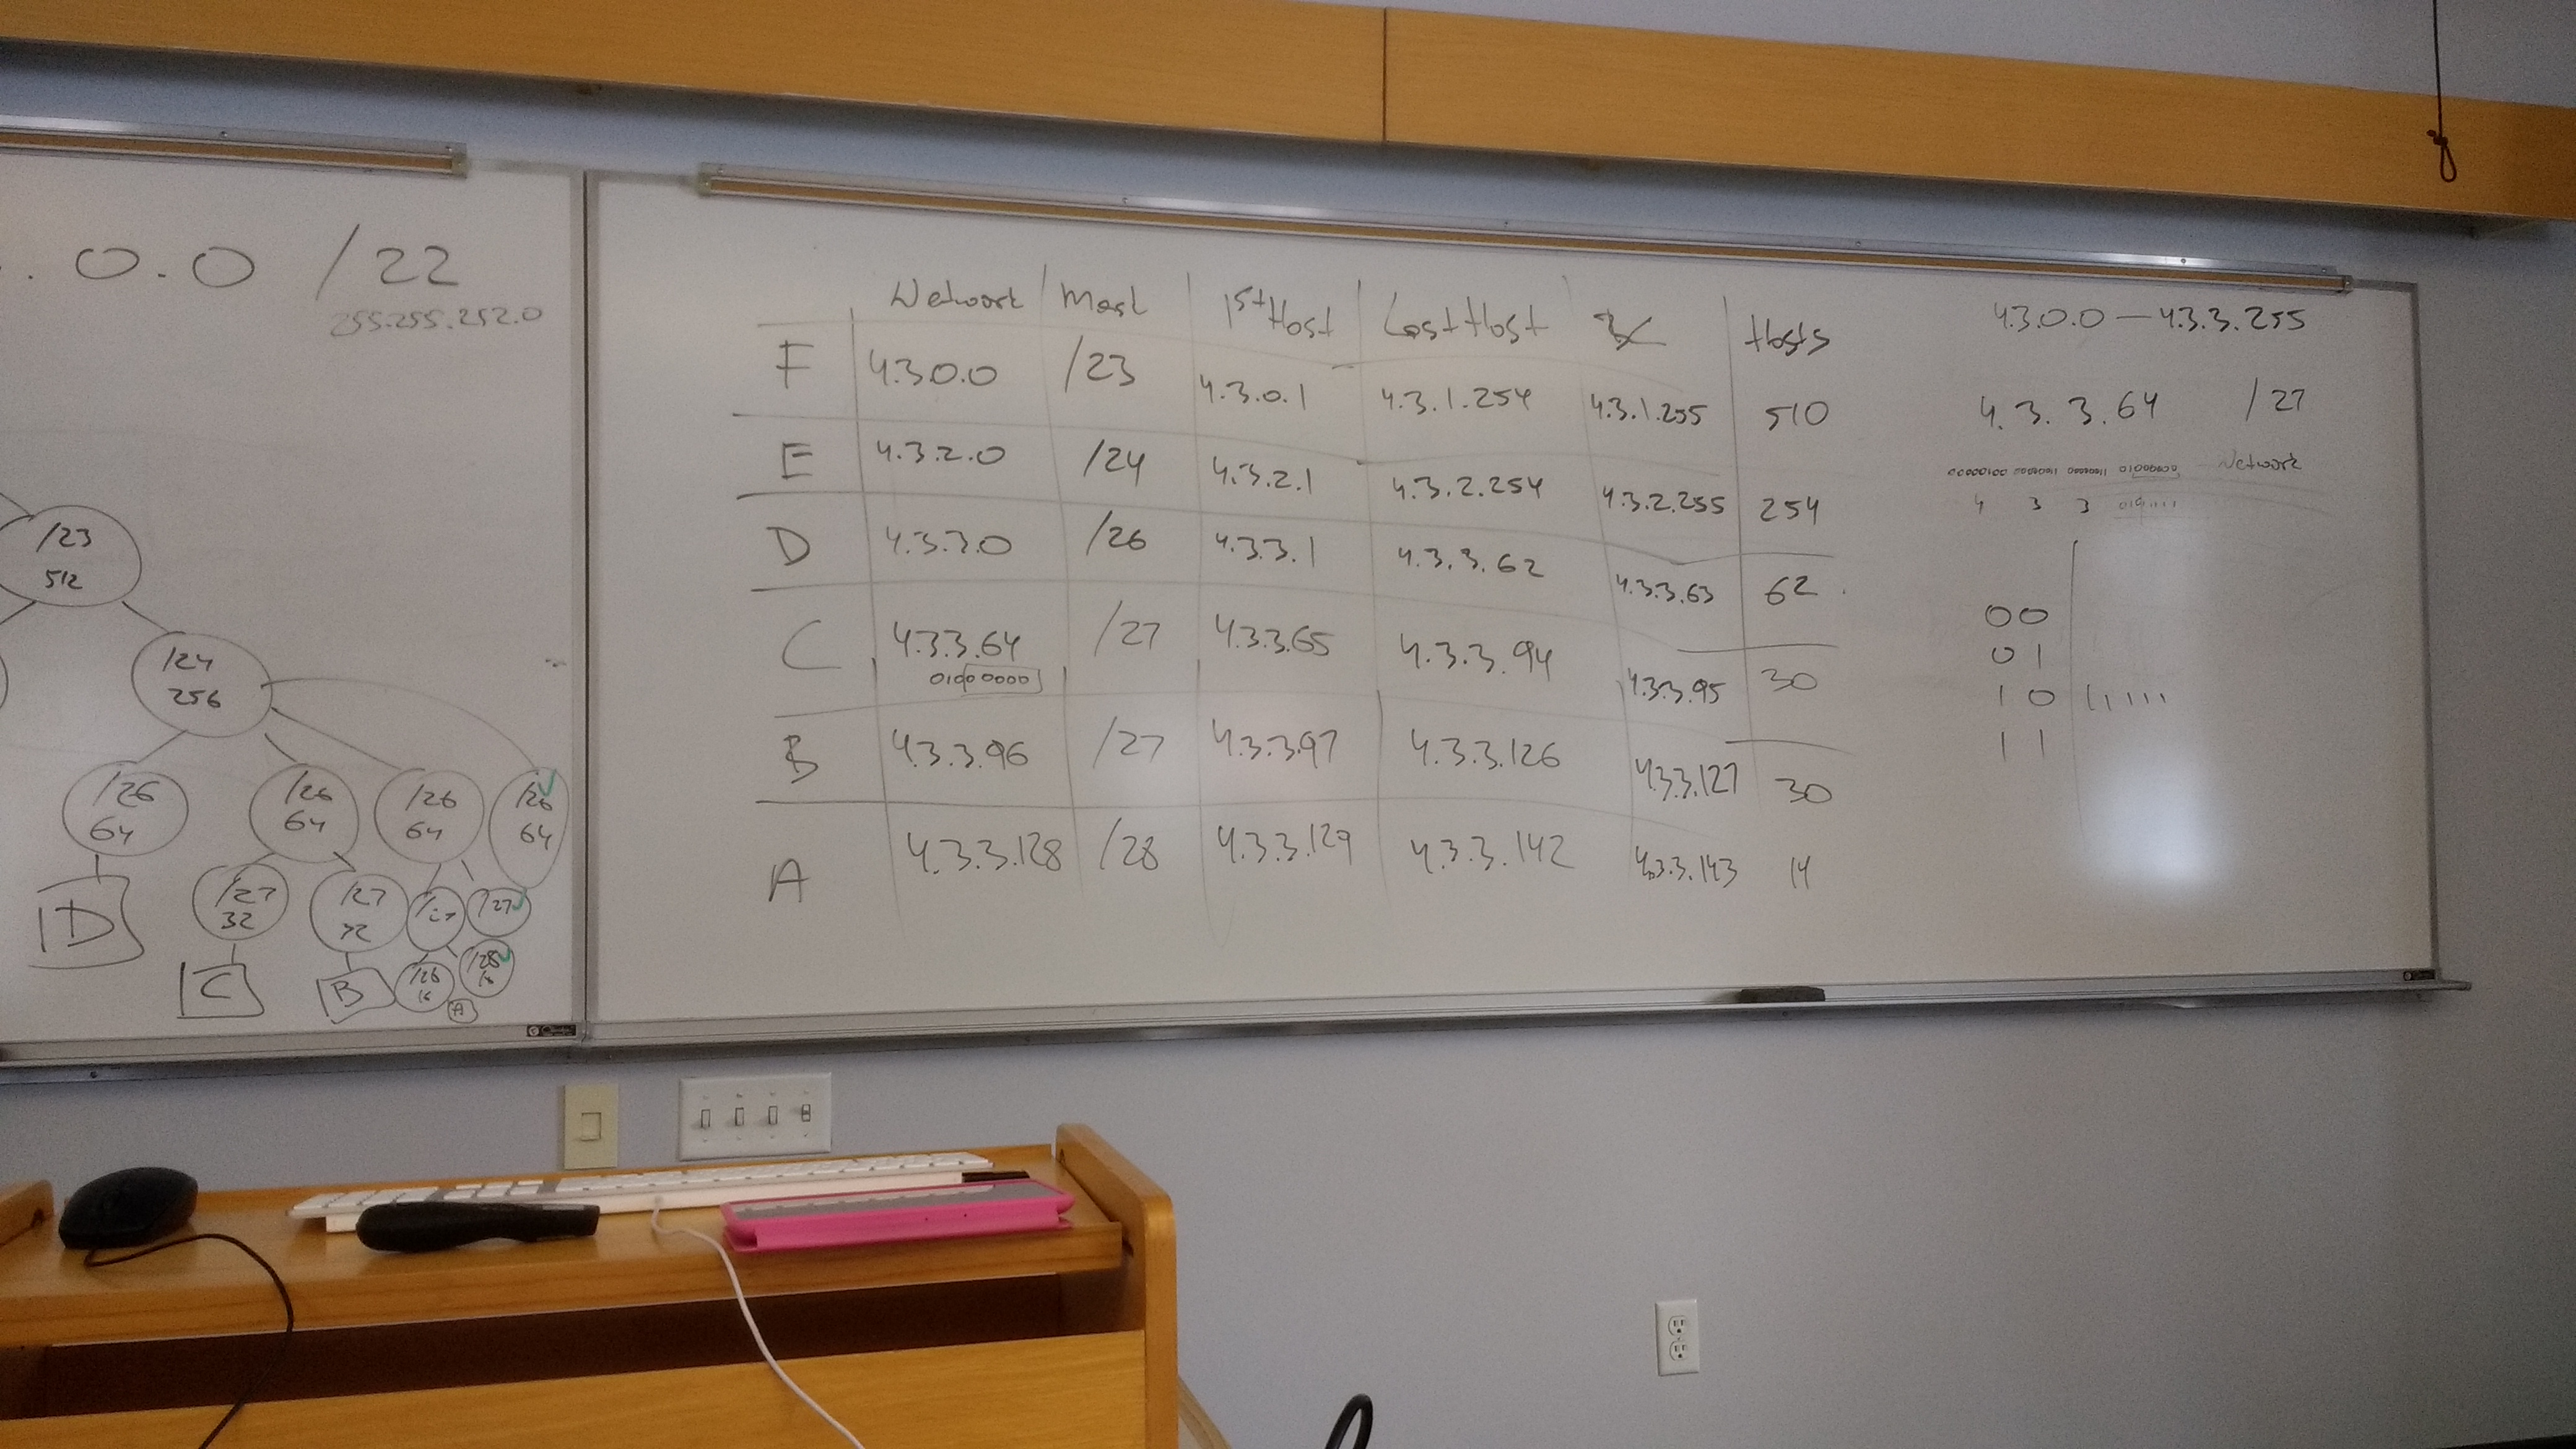 . 0.0 /22
255.255.252.0
/23
512
/24
256
/26 /26 /26 /26
64 64 64 64
/27 /27 /27
32 32
D
C B /28 /28
16 16
A
Network Mask 1st Host Last Host Hosts
F 4.3.0.0 /23 4.3.0.1 4.3.1.254 4.3.1.255 510
E 4.3.2.0 /24 4.3.2.1 4.3.2.254 4.3.2.255 254
D 4.3.3.0 /26 4.3.3.1 4.3.3.62 4.3.3.63 62
C 4.3.3.64 /27 4.3.3.65 4.3.3.94 4.3.3.95 30
01000000
B 4.3.3.96 /27 4.3.3.97 4.3.3.126 4.3.3.127 30
A 4.3.3.128 /28 4.3.3.129 4.3.3.142 4.3.3.143 14
4.3.0.0 — 4.3.3.255
4.3.3.64 /27
Network
4 3 3 01011111
00
01
10 11111
11